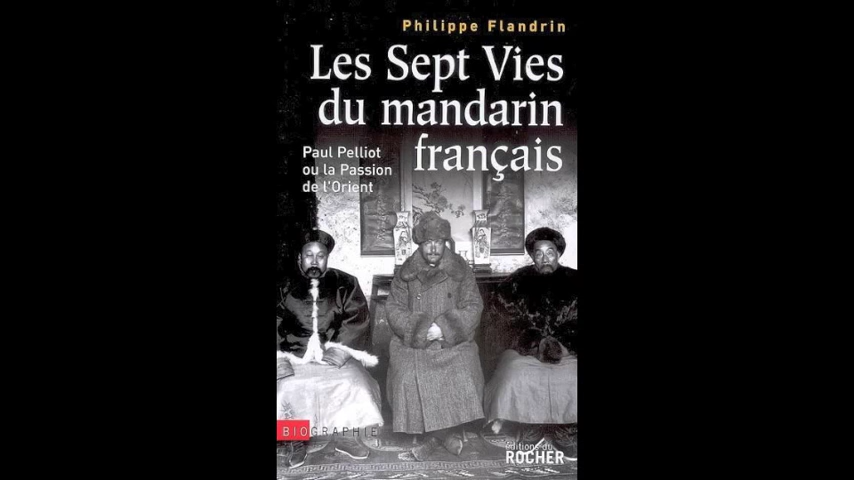 Philippe Flandrin
Les Sept Vies
du mandarin
français
Paul Pelliot
ou la Passion
de l'Orient
BIOGRAPHIE
éditions du
ROCHER